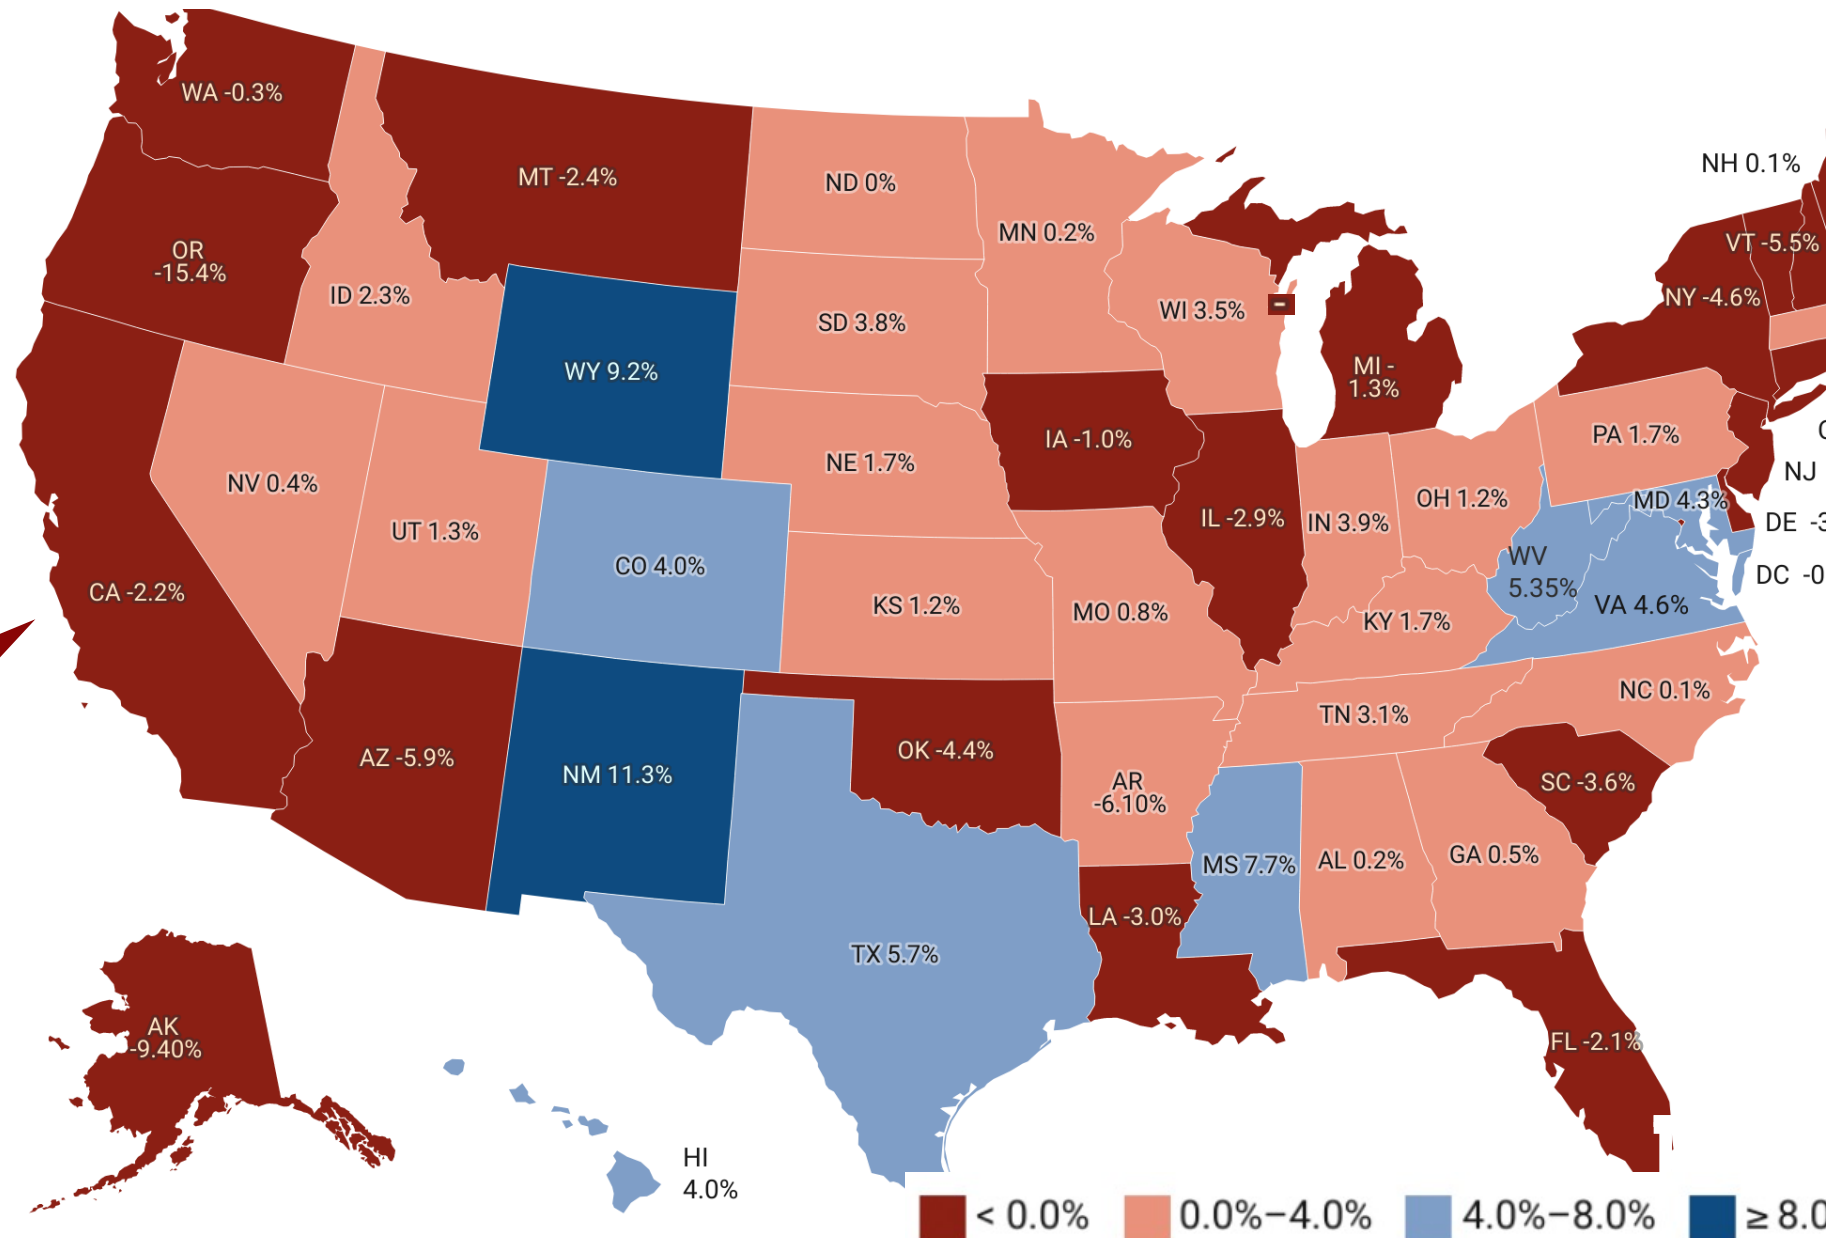 WA -0.3%
NH 0.1%
MT -2.4%
ND 0%
MN 0.2%
VT -5.5%
OR
-15.4%
ID 2.3%
NY -4.6%
SD 3.8%
WI 3.5%
-
WY 9.2%
MI -
1.3%
IA -1.0%
PA 1.7%
NE 1.7%
NJ
NV 0.4%
OH 1.2%
MD 4.3%
UT 1.3%
IL -2.9%
IN 3.9%
DE -3
CO 4.0%
WV
5.35%
DC -0
CA -2.2%
KS 1.2%
MO 0.8%
KY 1.7%
VA 4.6%
NC 0.1%
TN 3.1%
AZ -5.9%
NM 11.3%
OK -4.4%
AR
-6.10%
SC -3.6%
MS 7.7%
AL 0.2%
GA 0.5%
LA -3.0%
TX 5.7%
AK
-9.40%
FL -2.1%
HI
4.0%
< 0.0%
0.0%–4.0%
4.0%–8.0%
≥ 8.0